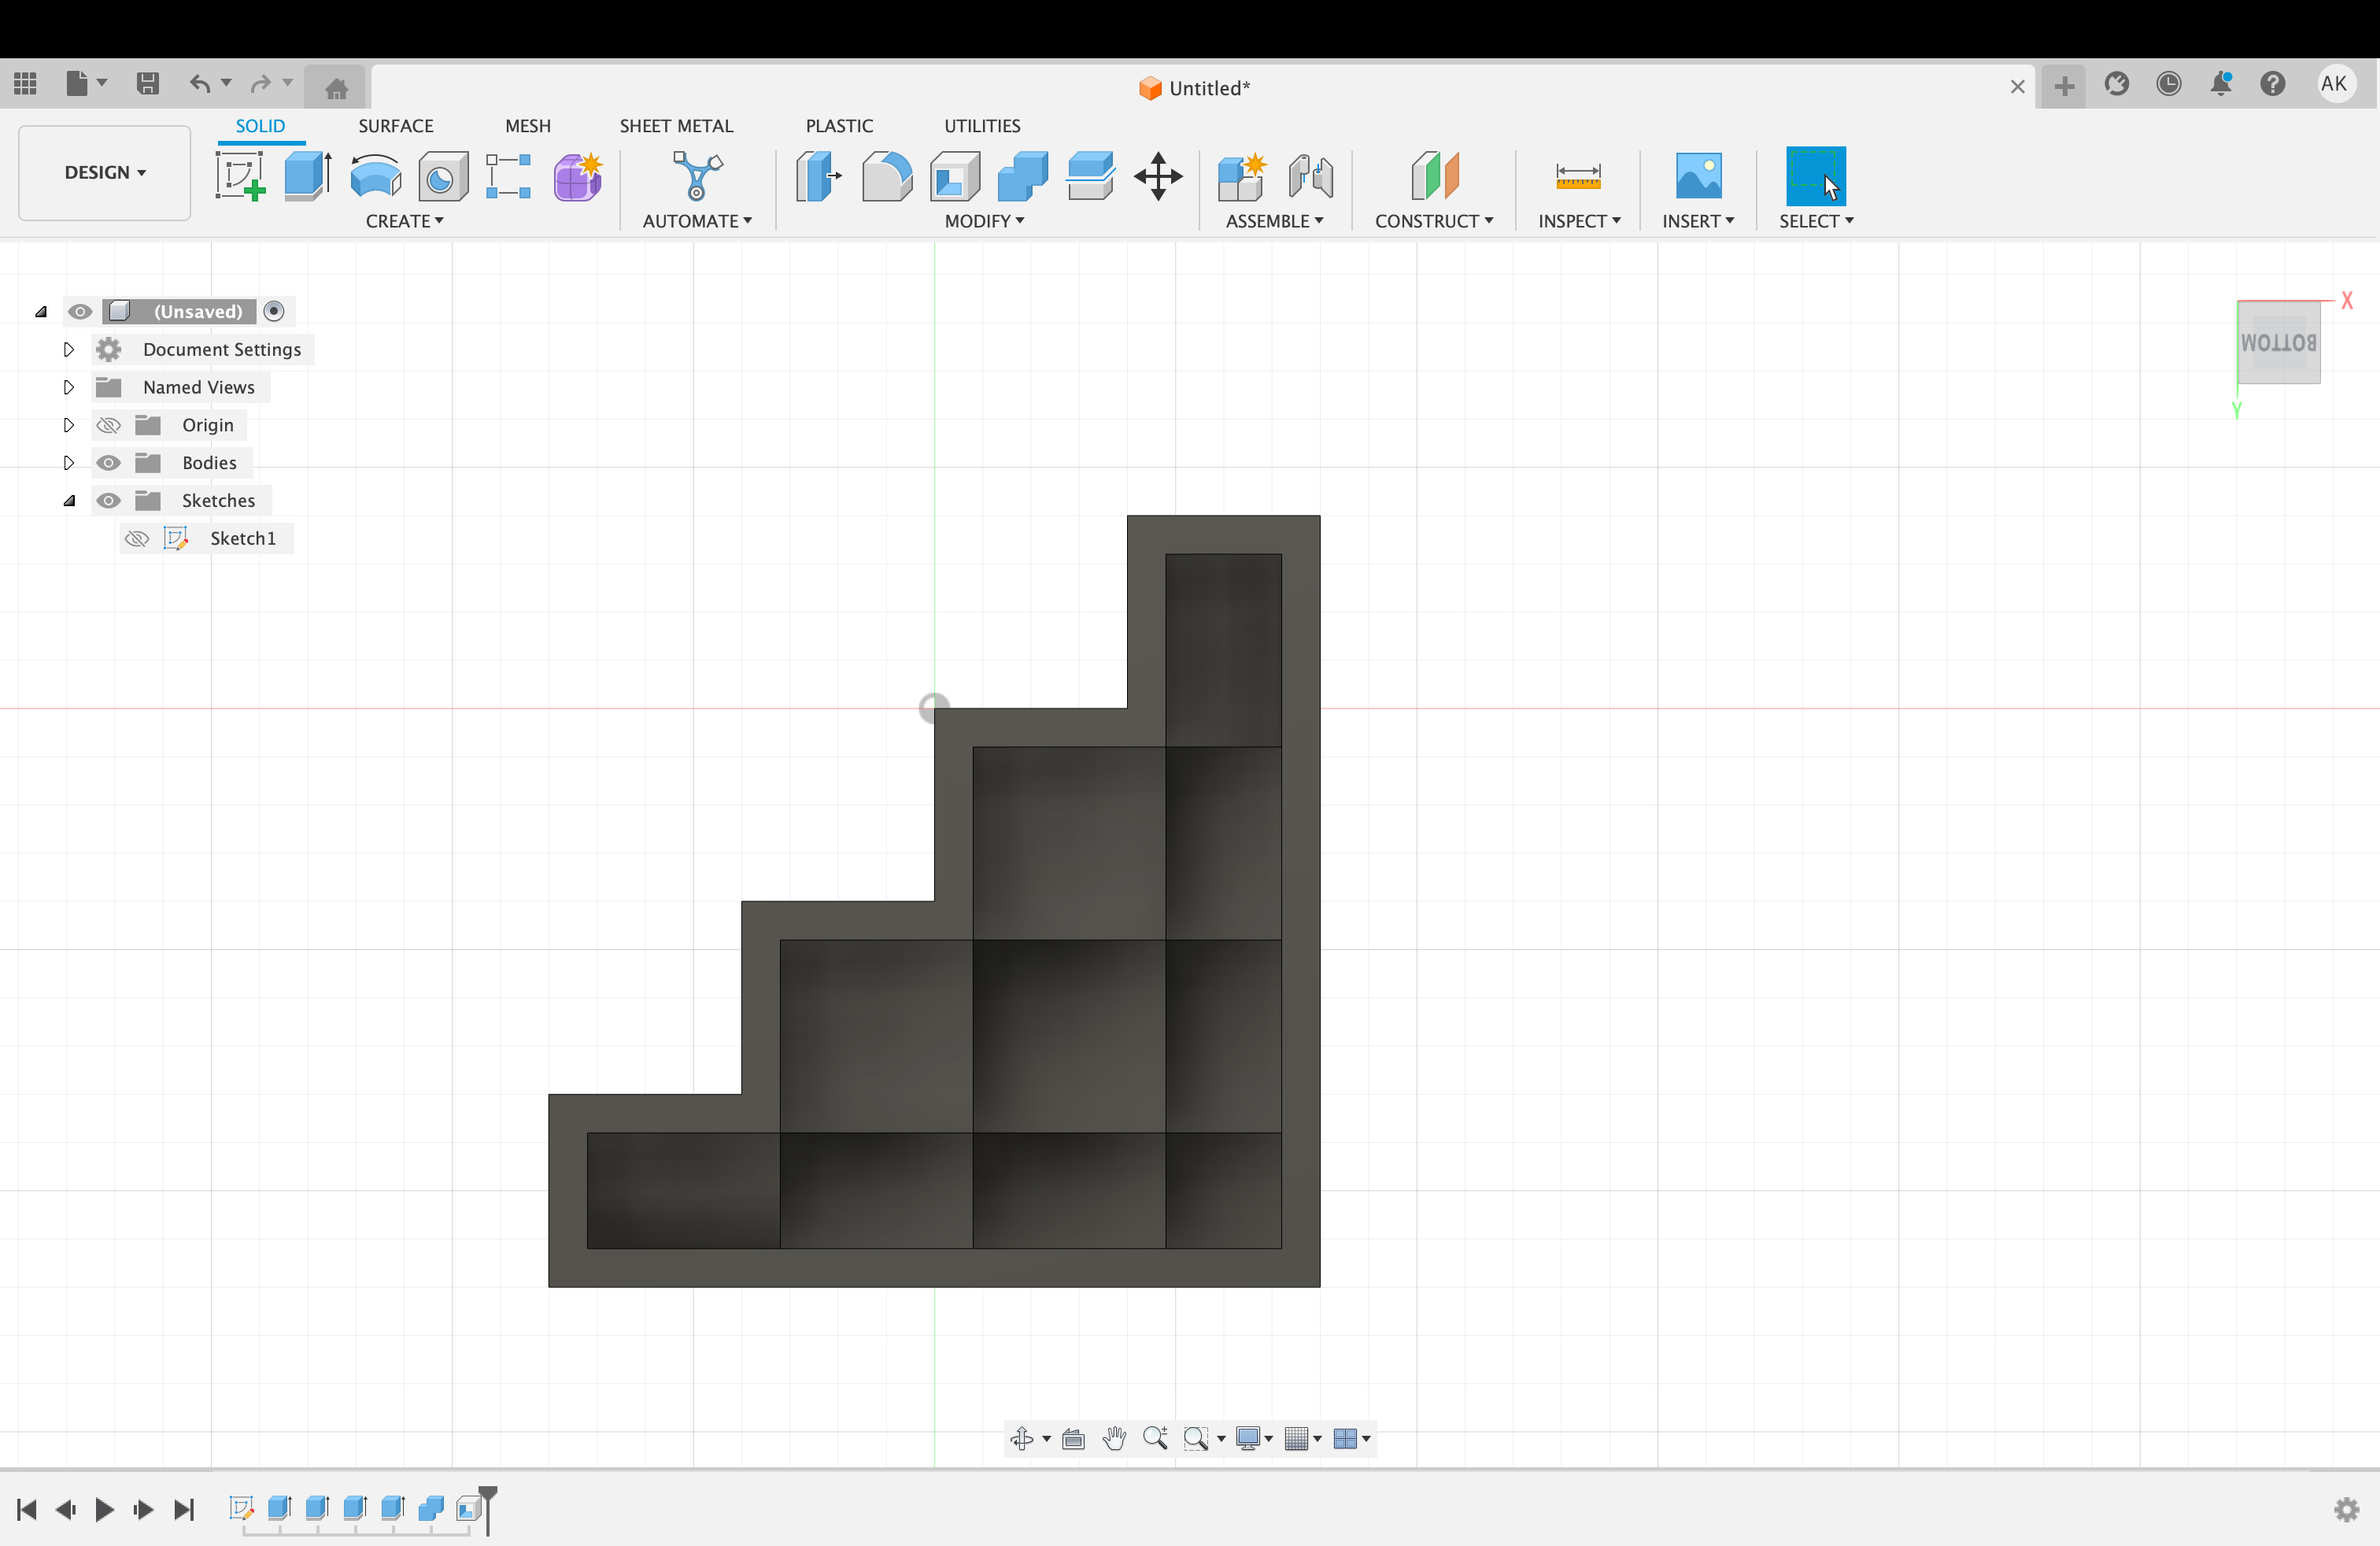 Untitled*
AK
SOLID SURFACE MESH SHEET METAL PLASTIC UTILITIES
DESIGN
CREATE AUTOMATE MODIFY ASSEMBLE CONSTRUCT INSPECT INSERT SELECT
(Unsaved)
Document Settings
Named Views
Origin
Bodies
Sketches
Sketch1
X
BOTTOM
Y